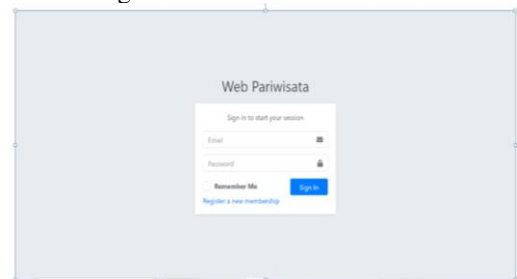 Web Pariwisata
Sign in to start your session
Email
Password
Remember Me
Sign In
Register a new membership